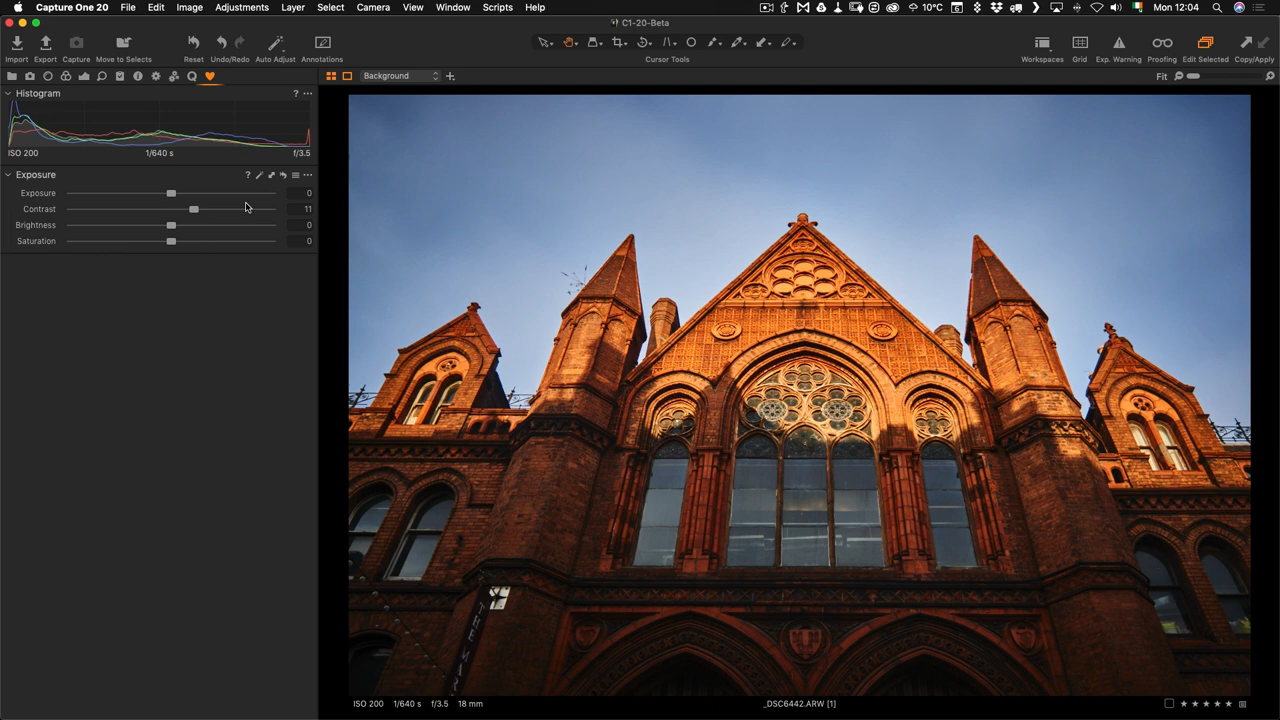 Capture One 20 File Edit Image Adjustments Layer Select Camera View Window Scripts Help 10°C Mon 12:04
C1-20-Beta
Import Export Capture Move to Selects Reset Undo/Redo Auto Adjust Annotations Cursor Tools Workspaces Grid Exp. Warning Proofing Edit Selected Copy/Apply
Background Fit
Histogram ?
ISO 200 1/640 s f/3.5
Exposure ?
Exposure 0
Contrast 11
Brightness 0
Saturation 0
ISO 200 1/640 s f/3.5 18 mm _DSC6442.ARW [1]